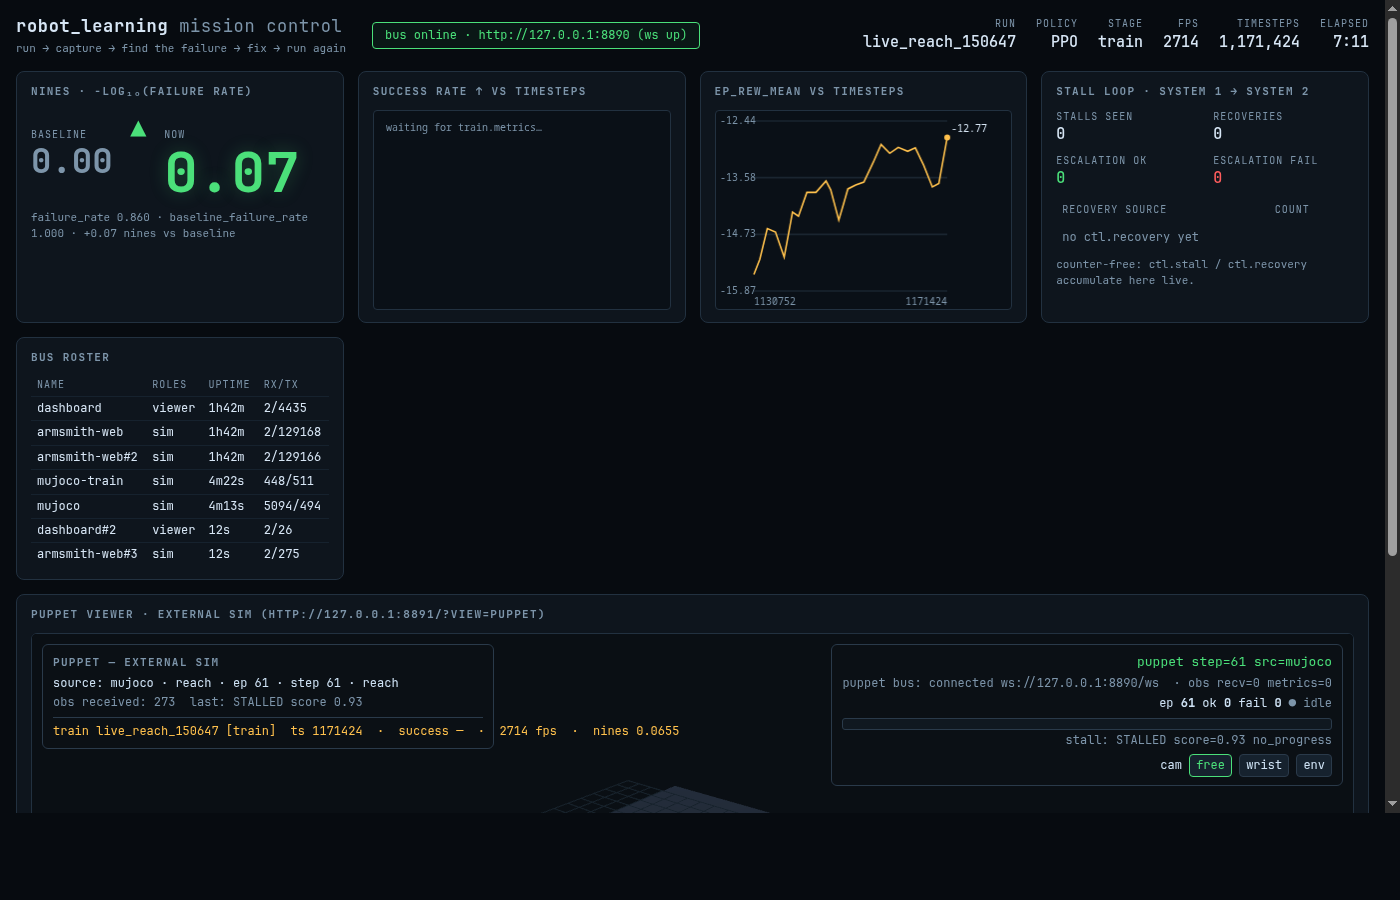 robot_learning mission control
run → capture → find the failure → fix → run again
bus online · http://127.0.0.1:8890 (ws up)
RUN POLICY STAGE FPS TIMESTEPS ELAPSED
live_reach_150647 PPO train 2714 1,171,424 7:11
NINES · -LOG₁₀(FAILURE RATE)
BASELINE ▲ NOW
0.00 0.07
failure_rate 0.860 · baseline_failure_rate
1.000 · +0.07 nines vs baseline
SUCCESS RATE ↑ VS TIMESTEPS
waiting for train.metrics…
EP_REW_MEAN VS TIMESTEPS
-12.44
-12.77
-13.58
-14.73
-15.87
1130752 1171424
STALL LOOP · SYSTEM 1 → SYSTEM 2
STALLS SEEN RECOVERIES
0 0
ESCALATION OK ESCALATION FAIL
0 0
RECOVERY SOURCE COUNT
no ctl.recovery yet
counter-free: ctl.stall / ctl.recovery
accumulate here live.
BUS ROSTER
NAME ROLES UPTIME RX/TX
dashboard viewer 1h42m 2/4435
armsmith-web sim 1h42m 2/129168
armsmith-web#2 sim 1h42m 2/129166
mujoco-train sim 4m22s 448/511
mujoco sim 4m13s 5094/494
dashboard#2 viewer 12s 2/26
armsmith-web#3 sim 12s 2/275
PUPPET VIEWER · EXTERNAL SIM (HTTP://127.0.0.1:8891/?VIEW=PUPPET)
PUPPET — EXTERNAL SIM
source: mujoco · reach · ep 61 · step 61 · reach
obs received: 273 last: STALLED score 0.93
train live_reach_150647 [train] ts 1171424 · success — · 2714 fps · nines 0.0655
puppet step=61 src=mujoco
puppet bus: connected ws://127.0.0.1:8890/ws · obs recv=0 metrics=0
ep 61 ok 0 fail 0 ● idle
stall: STALLED score=0.93 no_progress
cam free wrist env